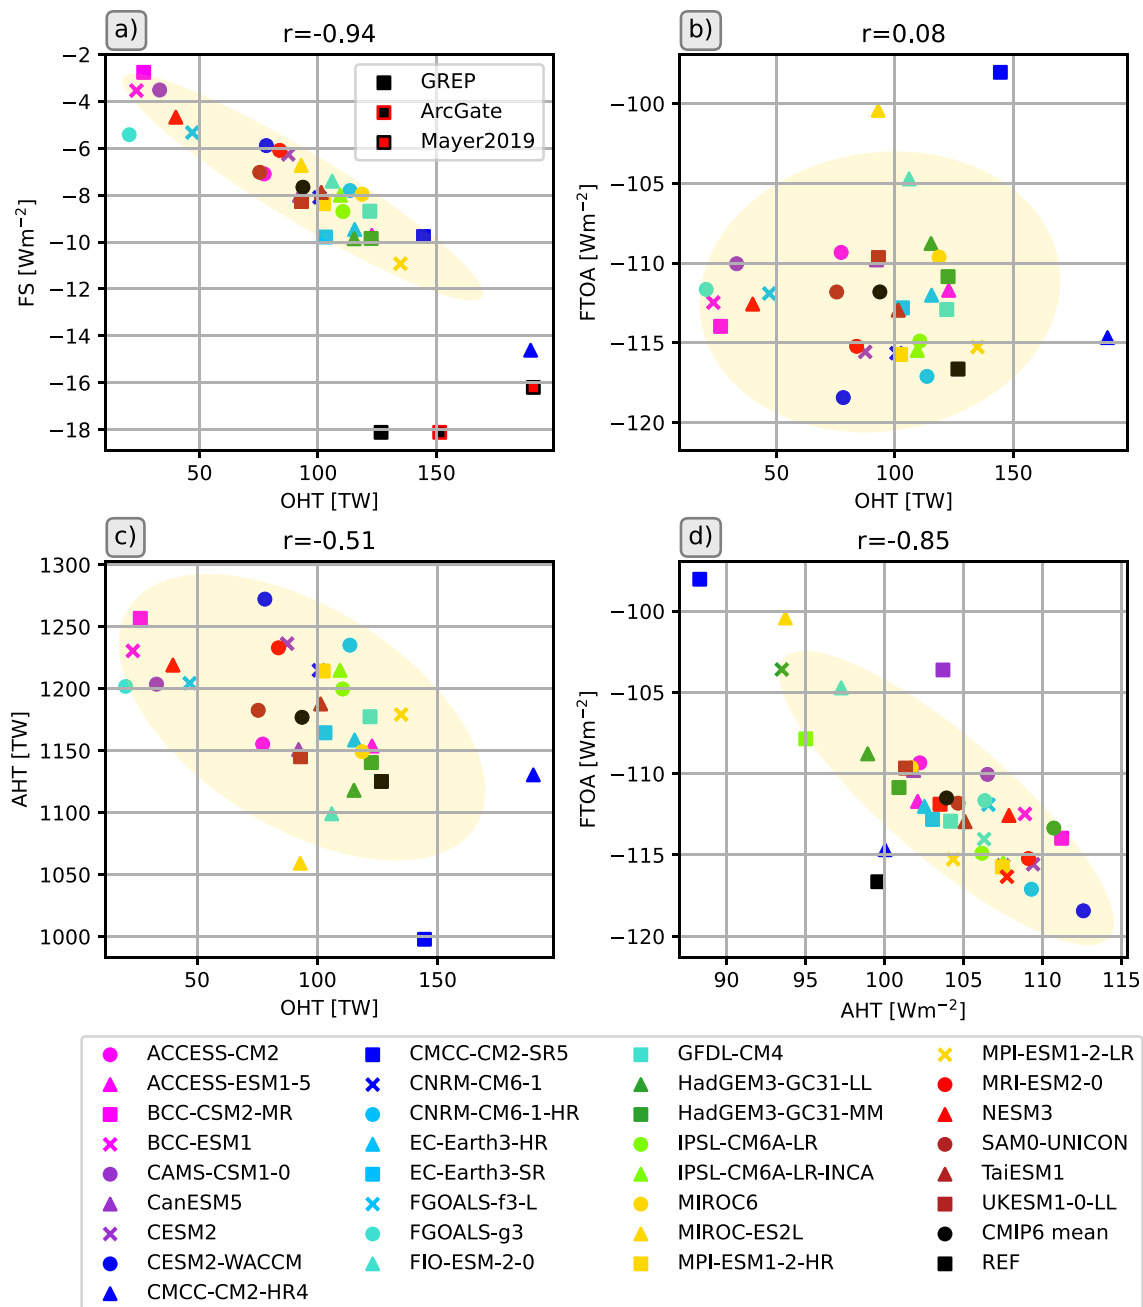 a)
r=-0.94
b)
r=0.08
−2
−4
−6
−8
−10
−12
−14
−16
−18
FS [Wm⁻²]
GREP
ArcGate
Mayer2019
50
100
150
OHT [TW]
−100
−105
−110
−115
−120
FTOA [Wm⁻²]
50
100
150
OHT [TW]
c)
r=-0.51
d)
r=-0.85
1300
1250
1200
1150
1100
1050
1000
AHT [TW]
50
100
150
OHT [TW]
−100
−105
−110
−115
−120
FTOA [Wm⁻²]
90
95
100
105
110
115
AHT [Wm⁻²]
ACCESS-CM2
ACCESS-ESM1-5
BCC-CSM2-MR
BCC-ESM1
CAMS-CSM1-0
CanESM5
CESM2
CESM2-WACCM
CMCC-CM2-HR4
CMCC-CM2-SR5
CNRM-CM6-1
CNRM-CM6-1-HR
EC-Earth3-HR
EC-Earth3-SR
FGOALS-f3-L
FGOALS-g3
FIO-ESM-2-0
GFDL-CM4
HadGEM3-GC31-LL
HadGEM3-GC31-MM
IPSL-CM6A-LR
IPSL-CM6A-LR-INCA
MIROC6
MIROC-ES2L
MPI-ESM1-2-HR
MPI-ESM1-2-LR
MRI-ESM2-0
NESM3
SAM0-UNICON
TaiESM1
UKESM1-0-LL
CMIP6 mean
REF